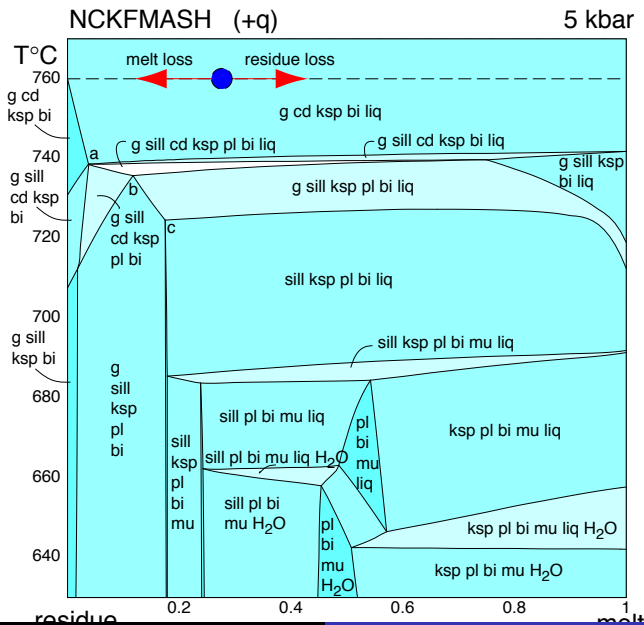 NCKFMASH (+q) 5 kbar
T°C
melt loss residue loss
760
g cd
ksp bi
g cd ksp bi liq
g sill cd ksp pl bi liq
g sill cd ksp bi liq
740
a
g sill ksp
bi liq
g sill
cd ksp
bi
b
g sill ksp pl bi liq
g sill
cd ksp
pl bi
c
720
sill ksp pl bi liq
700
g sill
ksp bi
sill ksp pl bi mu liq
680
g
sill
ksp
pl
bi
sill
ksp
pl
bi
mu
sill pl bi mu liq
pl
bi
mu
liq
ksp pl bi mu liq
sill pl bi mu liq H₂O
660
sill pl bi
mu H₂O
pl
bi
mu
H₂O
ksp pl bi mu liq H₂O
640
ksp pl bi mu H₂O
0.2 0.4 0.6 0.8 1
residue melt